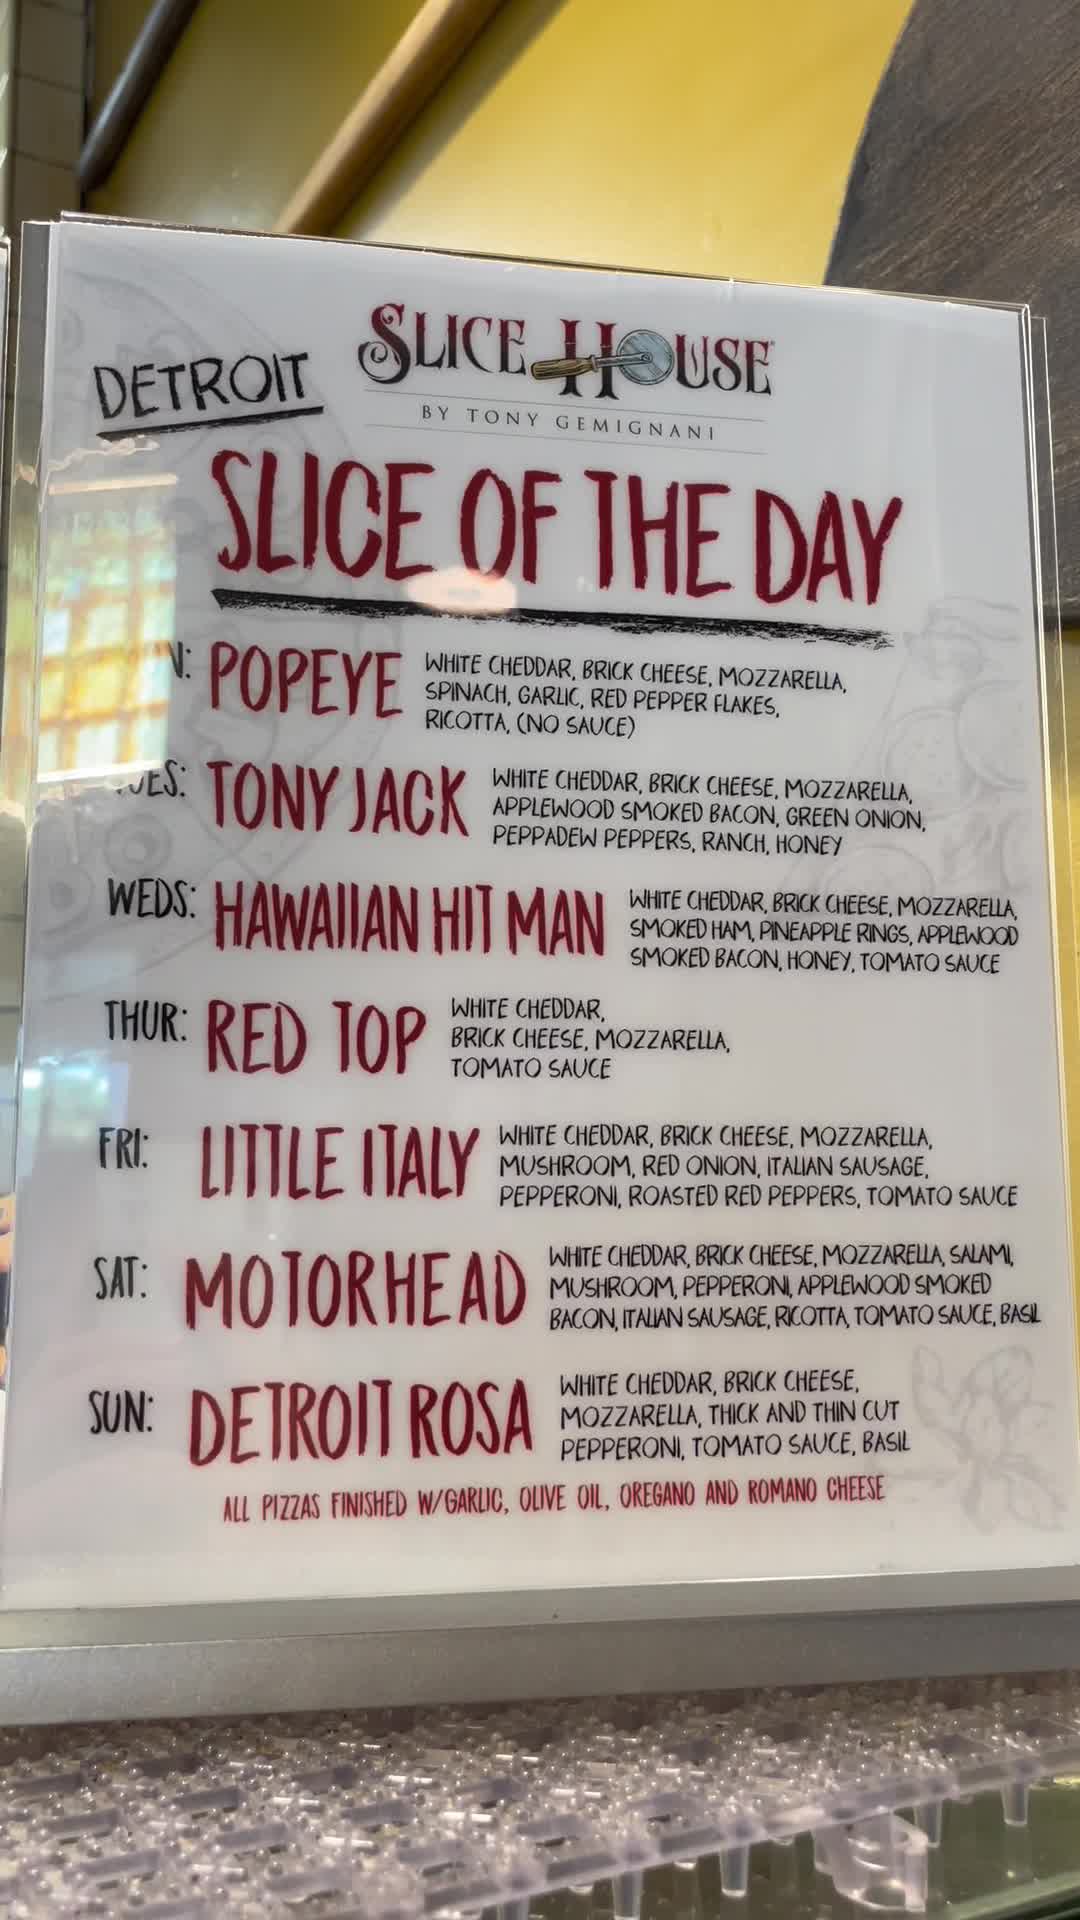 DETROIT
SLICE HOUSE
BY TONY GEMIGNANI
SLICE OF THE DAY
N: POPEYE WHITE CHEDDAR, BRICK CHEESE, MOZZARELLA,
SPINACH, GARLIC, RED PEPPER FLAKES,
RICOTTA, (NO SAUCE)
UES: TONY JACK WHITE CHEDDAR, BRICK CHEESE, MOZZARELLA,
APPLEWOOD SMOKED BACON, GREEN ONION,
PEPPADEW PEPPERS, RANCH, HONEY
WEDS: HAWAIIAN HIT MAN WHITE CHEDDAR, BRICK CHEESE, MOZZARELLA,
SMOKED HAM, PINEAPPLE RINGS, APPLEWOOD
SMOKED BACON, HONEY, TOMATO SAUCE
THUR: RED TOP WHITE CHEDDAR,
BRICK CHEESE, MOZZARELLA,
TOMATO SAUCE
FRI: LITTLE ITALY WHITE CHEDDAR, BRICK CHEESE, MOZZARELLA,
MUSHROOM, RED ONION, ITALIAN SAUSAGE,
PEPPERONI, ROASTED RED PEPPERS, TOMATO SAUCE
SAT: MOTORHEAD WHITE CHEDDAR, BRICK CHEESE, MOZZARELLA, SALAMI,
MUSHROOM, PEPPERONI, APPLEWOOD SMOKED
BACON, ITALIAN SAUSAGE, RICOTTA, TOMATO SAUCE, BASIL
SUN: DETROIT ROSA WHITE CHEDDAR, BRICK CHEESE,
MOZZARELLA, THICK AND THIN CUT
PEPPERONI, TOMATO SAUCE, BASIL
ALL PIZZAS FINISHED W/GARLIC, OLIVE OIL, OREGANO AND ROMANO CHEESE